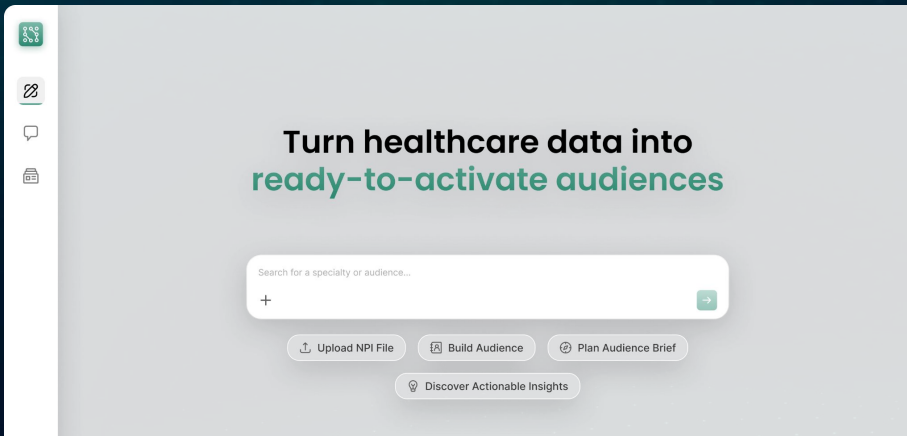 Turn healthcare data into
ready-to-activate audiences
Search for a specialty or audience...
Upload NPI File
Build Audience
Plan Audience Brief
Discover Actionable Insights